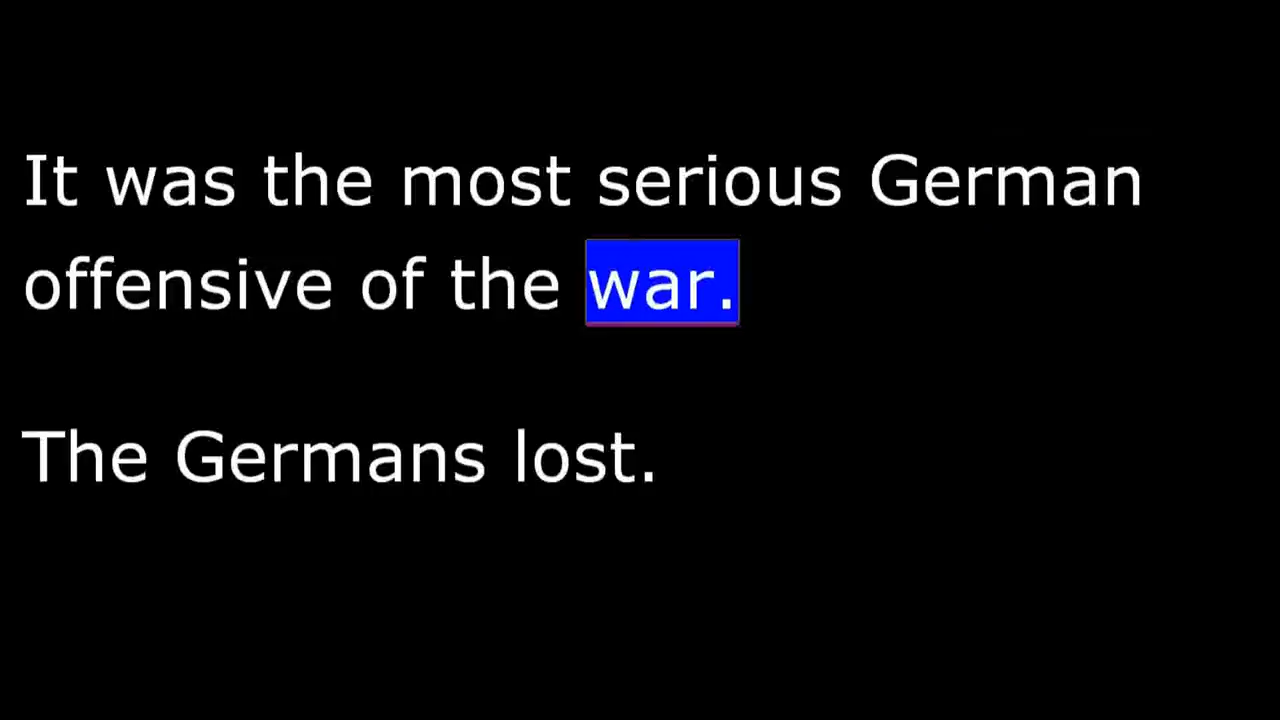 It was the most serious German
offensive of the war.
The Germans lost.